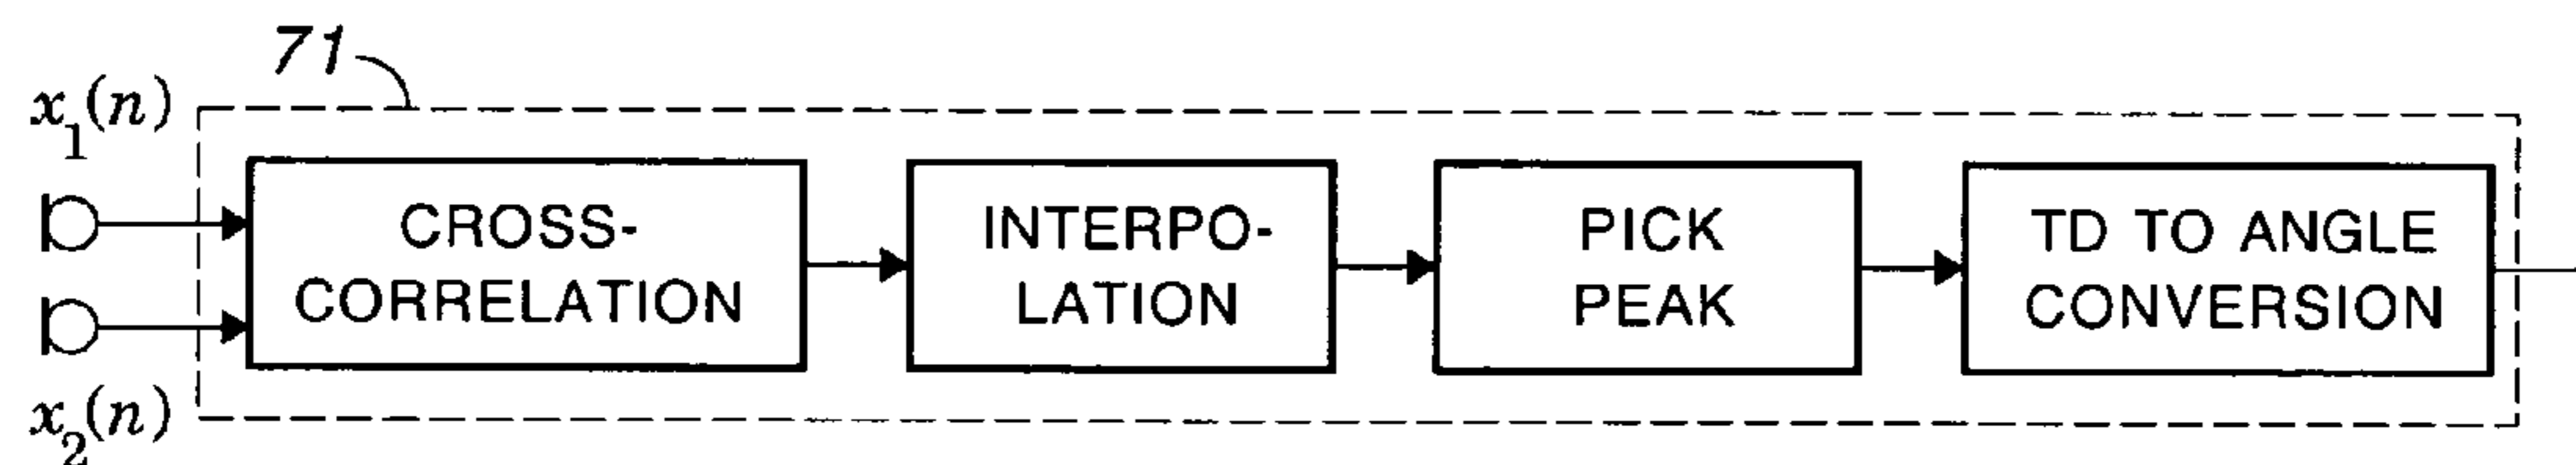 71
x1(n)
CROSS-
CORRELATION
INTERPO-
LATION
PICK
PEAK
TD TO ANGLE
CONVERSION
x2(n)